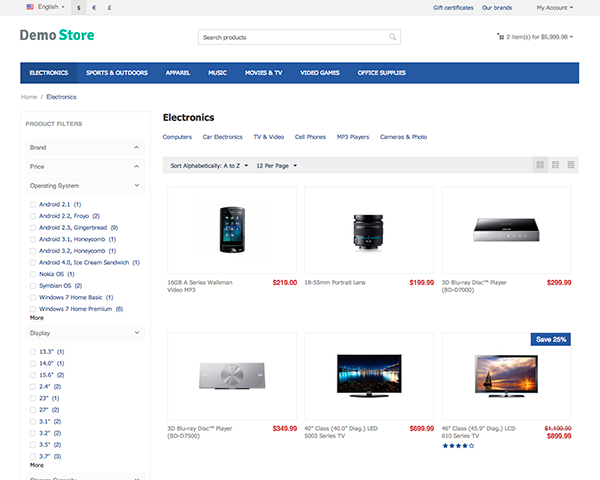 English $ € £ Gift certificates Our brands My Account
Demo Store
Search products
2 item(s) for $5,999.98
ELECTRONICS SPORTS & OUTDOORS APPAREL MUSIC MOVIES & TV VIDEO GAMES OFFICE SUPPLIES
Home / Electronics
PRODUCT FILTERS
Brand
Price
Operating System
Android 2.1 (1)
Android 2.2, Froyo (2)
Android 2.3, Gingerbread (9)
Android 3.1, Honeycomb (1)
Android 3.2, Honeycomb (1)
Android 4.0, Ice Cream Sandwich (1)
Nokia OS (1)
Symbian OS (2)
Windows 7 Home Basic (1)
Windows 7 Home Premium (6)
More
Display
13.3" (1)
14.0" (1)
15.6" (2)
2.4" (2)
23" (1)
27" (2)
3.1" (2)
3.2" (2)
3.5" (2)
3.7" (3)
More
Storage Capacity
Electronics
Computers Car Electronics TV & Video Cell Phones MP3 Players Cameras & Photo
Sort Alphabetically: A to Z 12 Per Page
16GB A Series Walkman
Video MP3
$219.00
18-55mm Portrait Lens
$199.99
3D Blu-ray Disc™ Player
(BD-D7000)
$299.99
3D Blu-ray Disc™ Player
(BD-D7500)
$349.99
40" Class (40.0" Diag.) LED
5003 Series TV
$699.99
Save 25%
46" Class (45.9" Diag.) LCD
610 Series TV
$1,199.99
$899.99